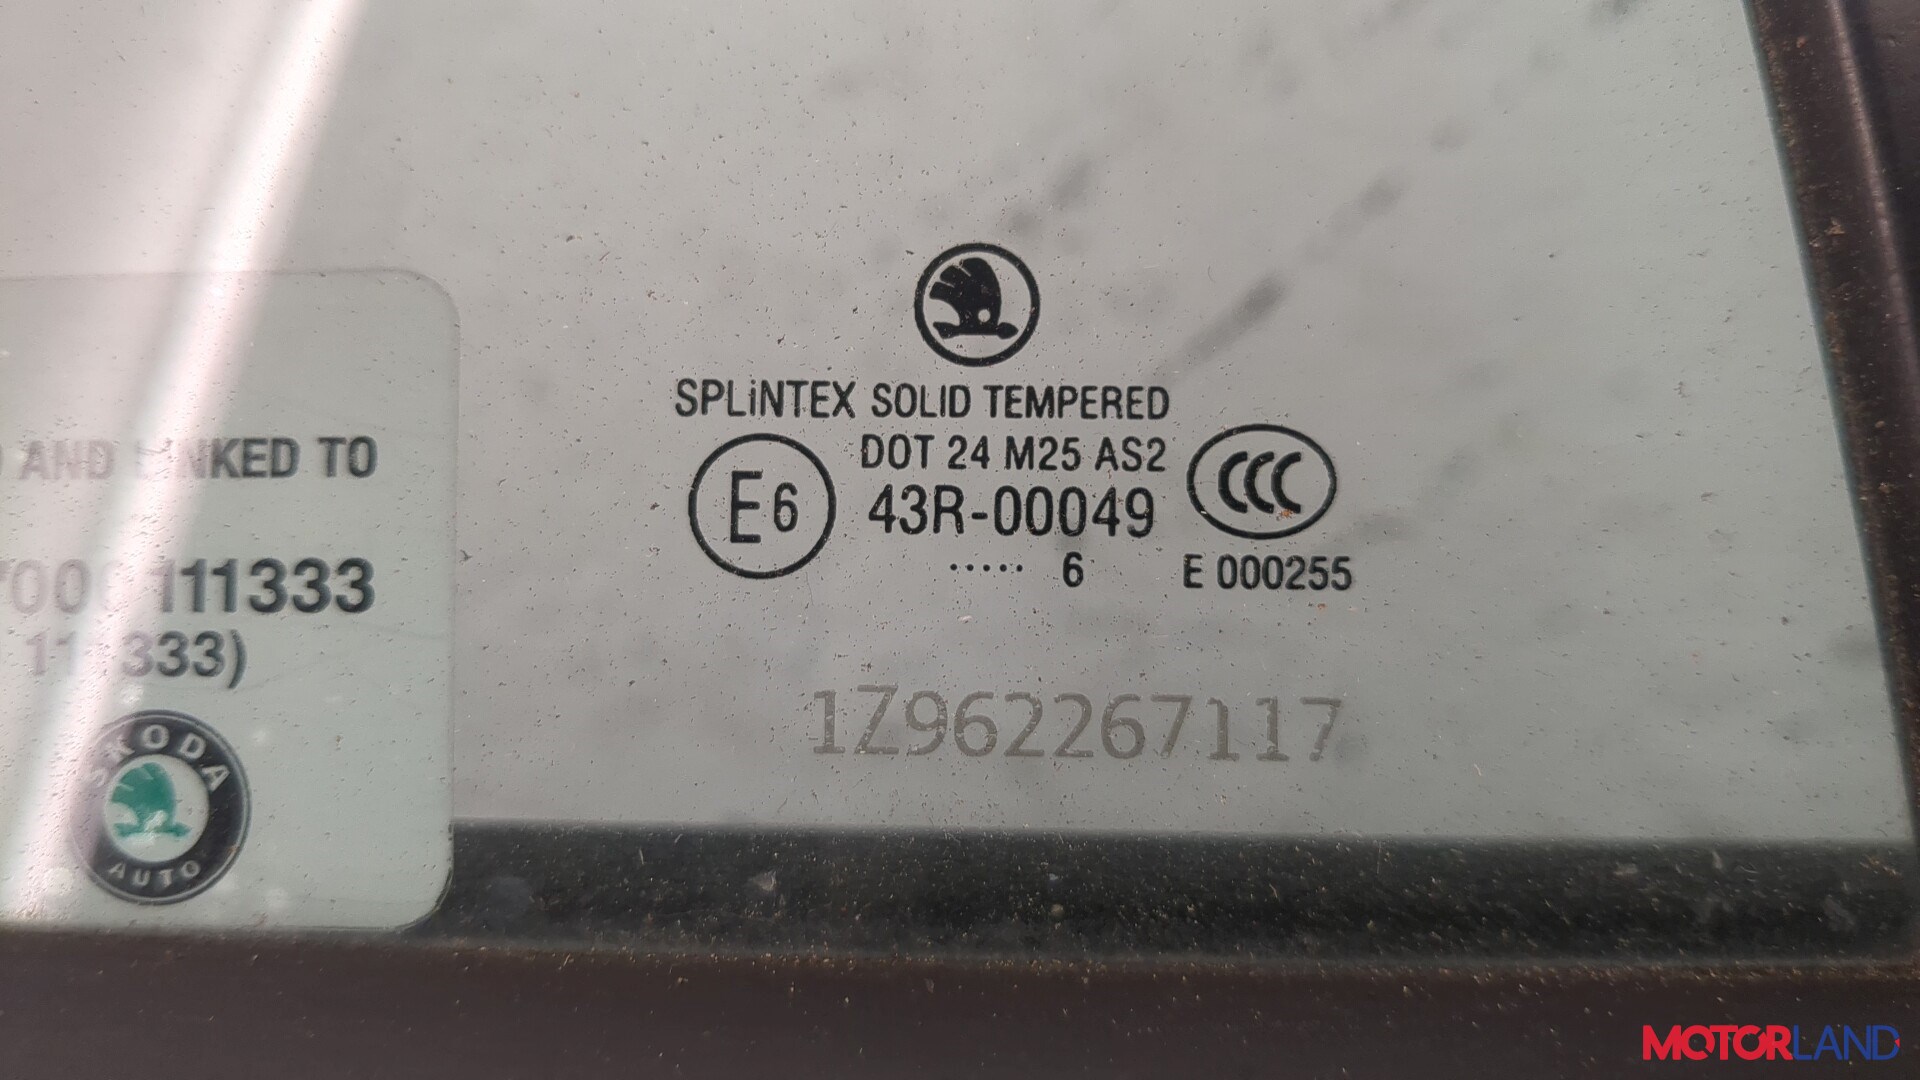 SPLiNTEX SOLID TEMPERED
DOT 24 M25 AS2
E6
43R-00049
CCC
..... 6
E 000255
1Z962267117
AND LINKED TO
111333
333)
SKODA
AUTO
MOTORLAND